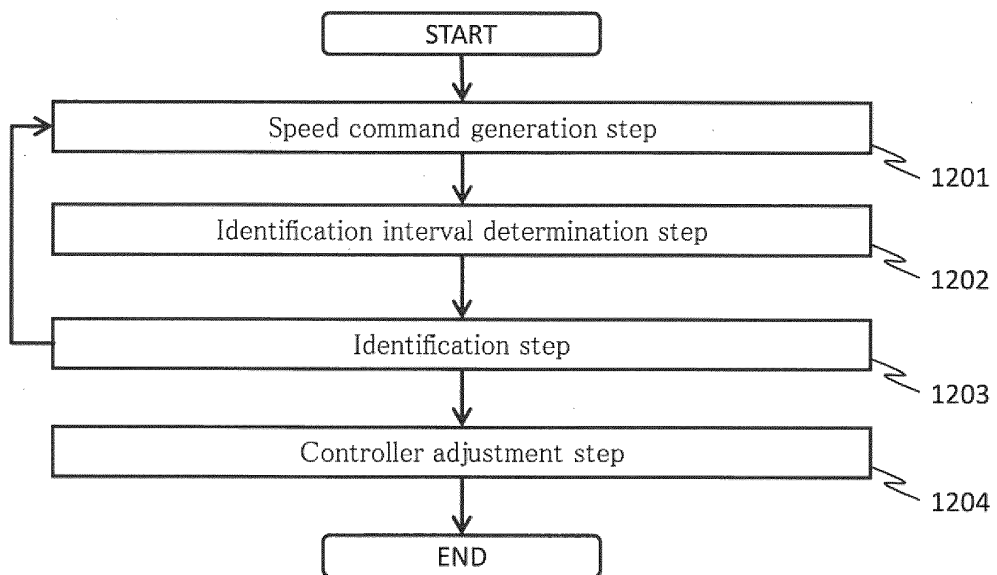 START
Speed command generation step
1201
Identification interval determination step
1202
Identification step
1203
Controller adjustment step
1204
END